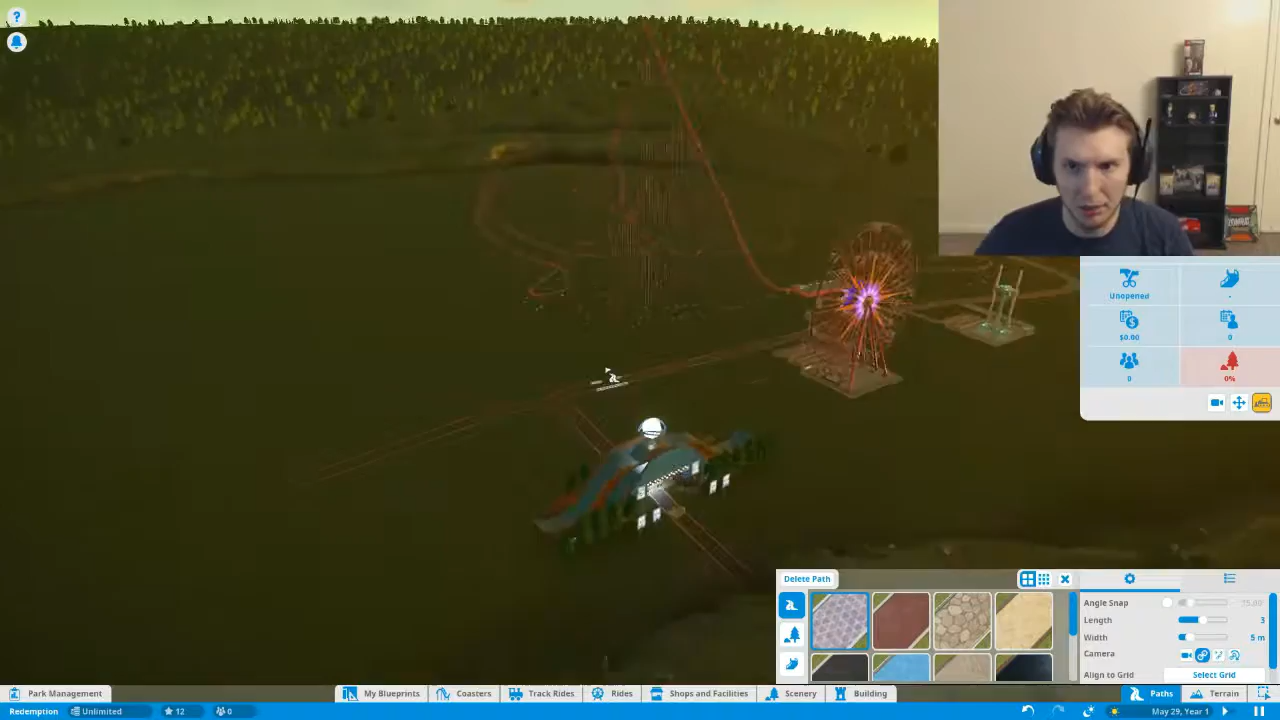 ?
Unopened
-
$0.00
0
0
0%
Delete Path
Angle Snap
15.00
Length
3
Width
5 m
Camera
Align to Grid
Select Grid
Park Management
My Blueprints
Coasters
Track Rides
Rides
Shops and Facilities
Scenery
Building
Paths
Terrain
Redemption
Unlimited
12
0
May 29, Year 1